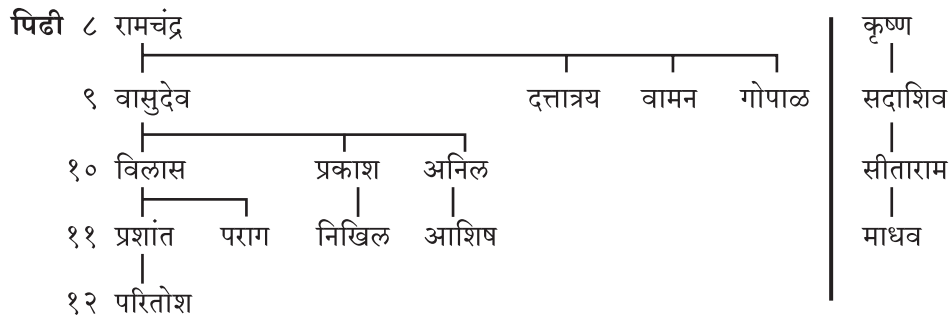 पिढी ८ रामचंद्र कृष्ण
९ वासुदेव दत्तात्रय वामन गोपाळ सदाशिव
१० विलास प्रकाश अनिल सीताराम
११ प्रशांत पराग निखिल आशिष माधव
१२ परितोश